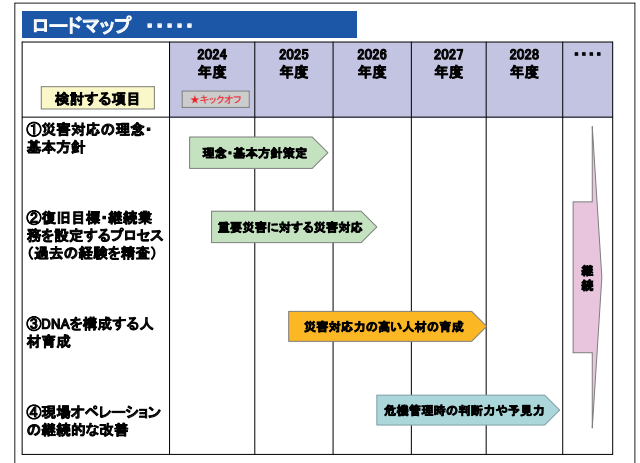 ロードマップ ・・・・・
2024
年度
2025
年度
2026
年度
2027
年度
2028
年度
・・・・
検討する項目
★キックオフ
①災害対応の理念・
基本方針
理念・基本方針策定
②復旧目標・継続業
務を設定するプロセス
（過去の経験を精査）
重要災害に対する災害対応
継
続
③DNAを構成する人
材育成
災害対応力の高い人材の育成
④現場オペレーション
の継続的な改善
危機管理時の判断力や予見力